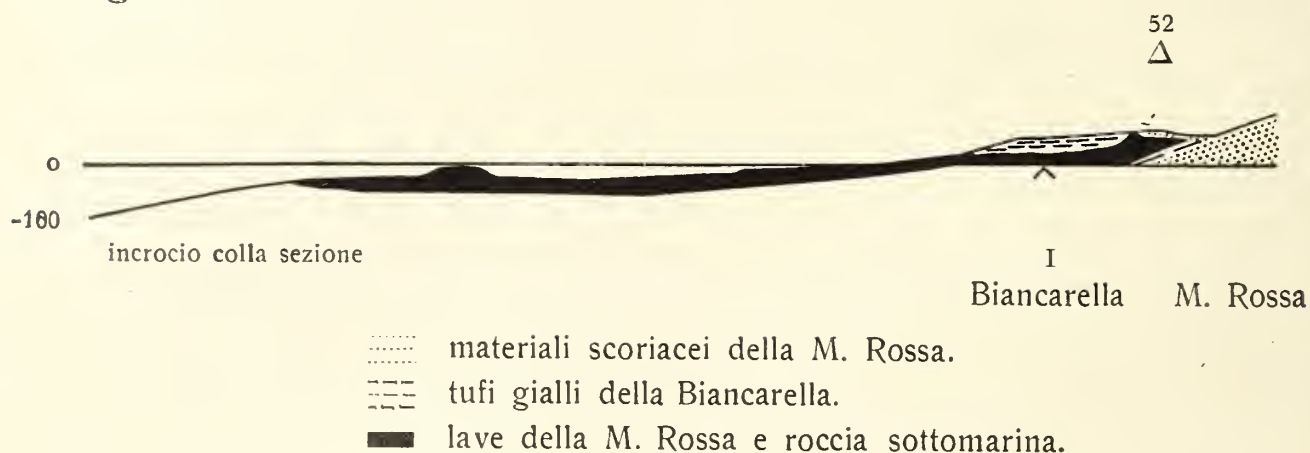 52
Δ
0
-100
incrocio colla sezione
I
Biancarella M. Rossa
materiali scoriacei della M. Rossa.
tufi gialli della Biancarella.
lave della M. Rossa e roccia sottomarina.